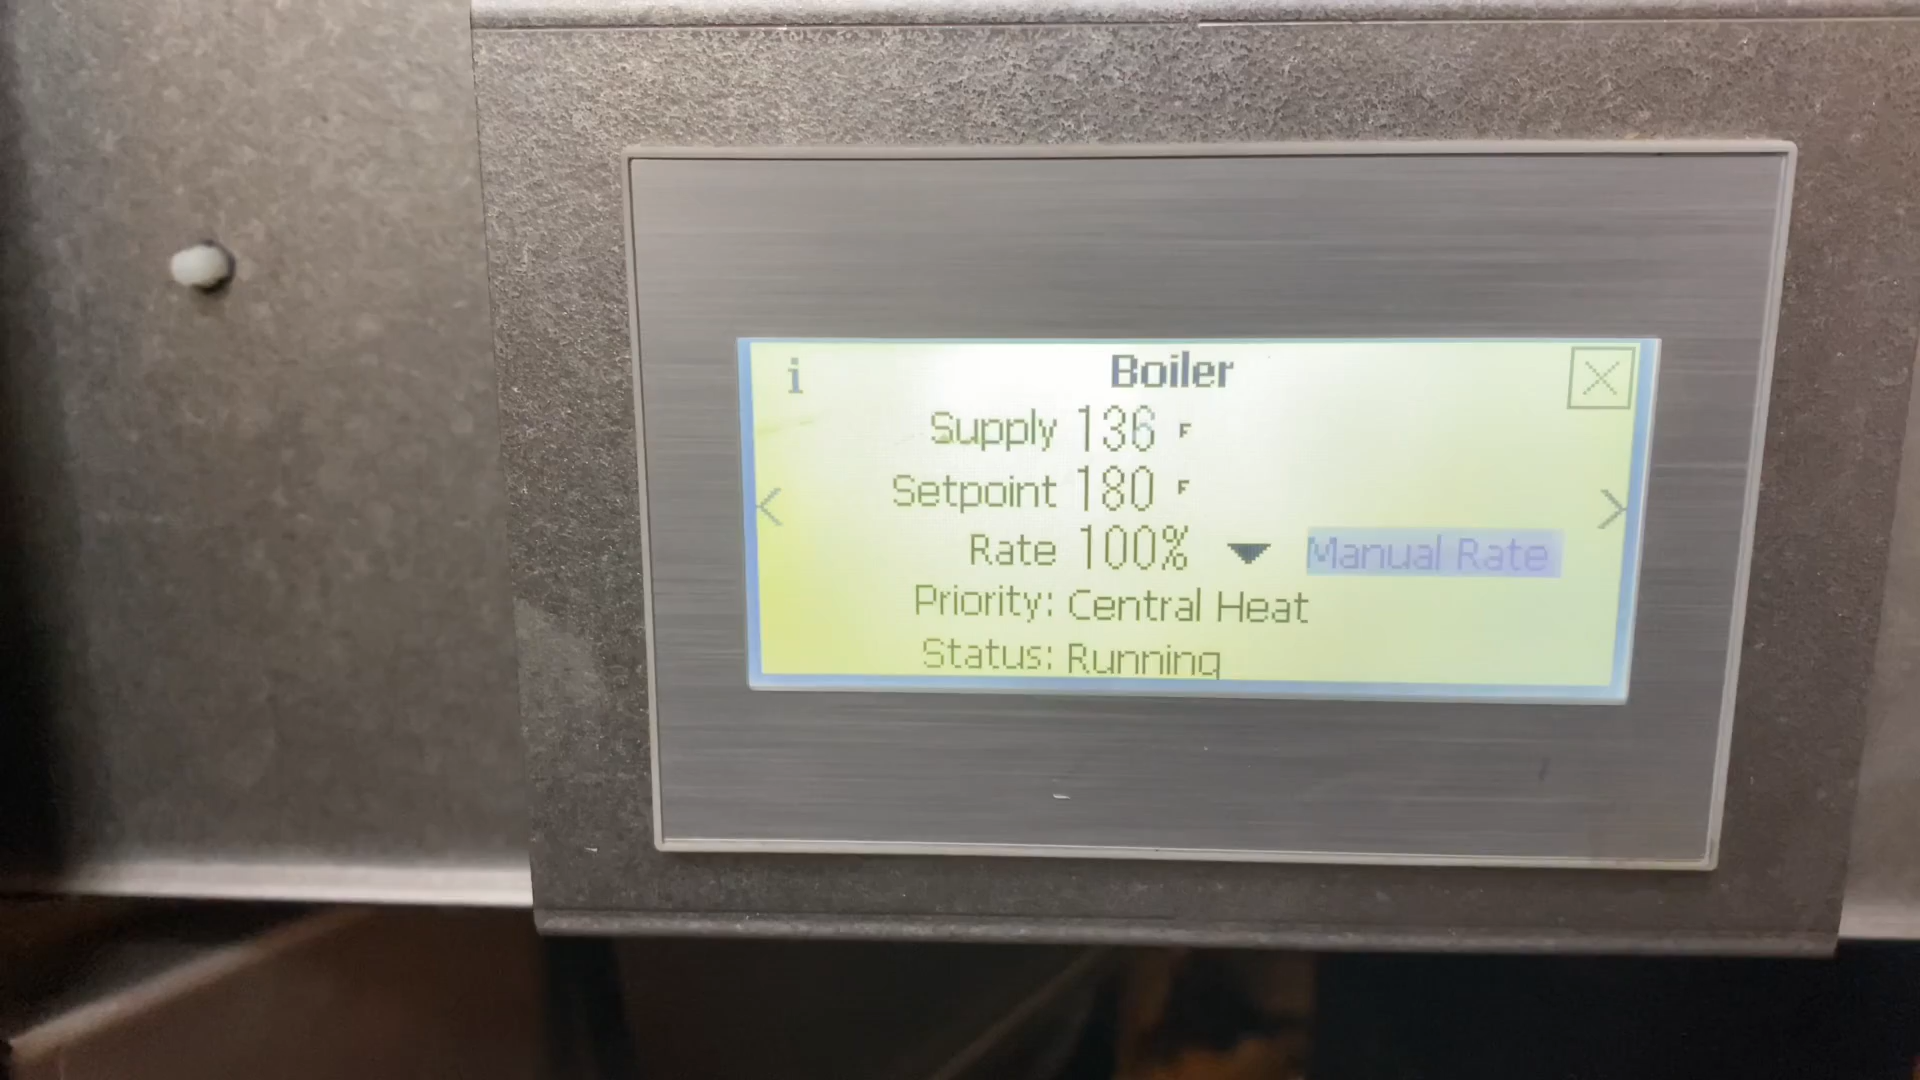 i Boiler
Supply 136 F
Setpoint 180 F
Rate 100% Manual Rate
Priority: Central Heat
Status: Running